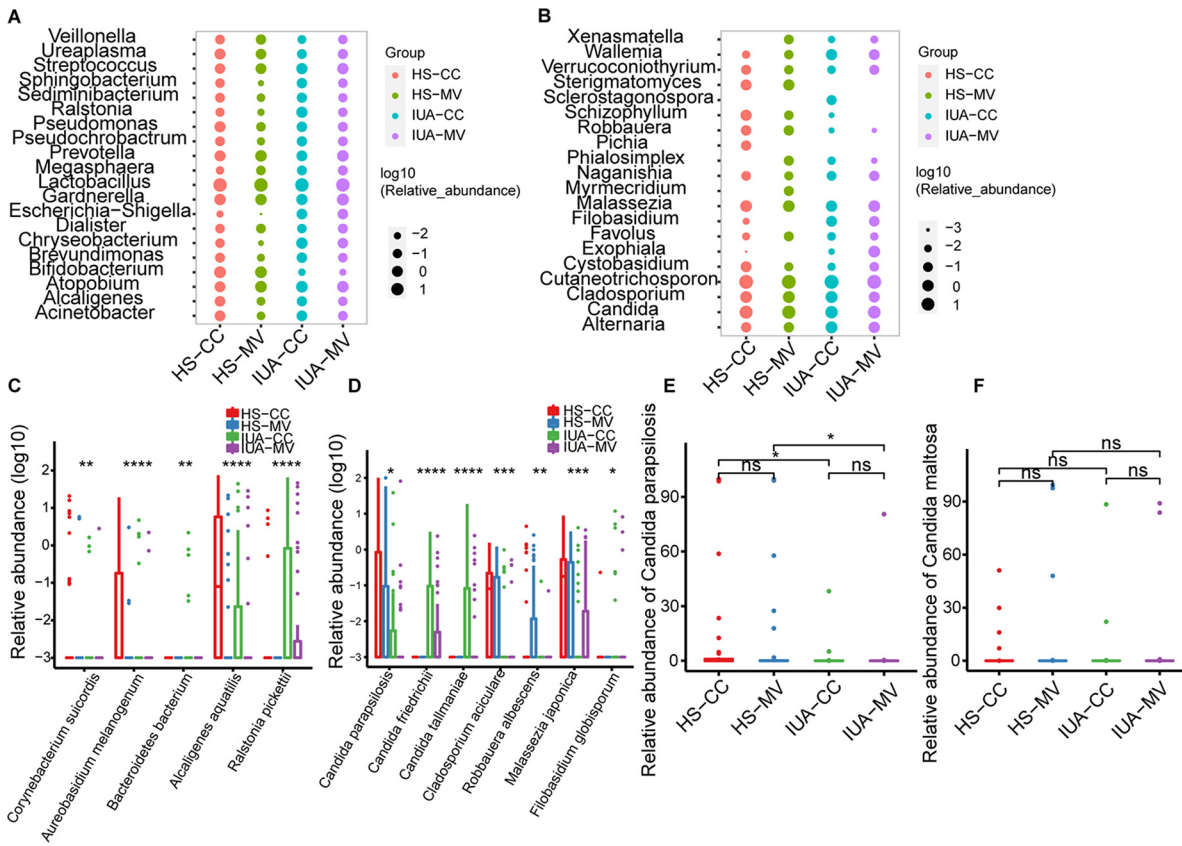 A
Veillonella
Ureaplasma
Streptococcus
Sphingobacterium
Sediminibacterium
Ralstonia
Pseudomonas
Pseudochrobactrum
Prevotella
Megasphaera
Lactobacillus
Gardnerella
Escherichia−Shigella
Dialister
Chryseobacterium
Brevundimonas
Bifidobacterium
Atopobium
Alcaligenes
Acinetobacter
HS−CC
HS−MV
IUA−CC
IUA−MV
Group
HS−CC
HS−MV
IUA−CC
IUA−MV
log10
(Relative_abundance)
−2
−1
0
1
B
Xenasmatella
Wallemia
Verrucoconiothyrium
Sterigmatomyces
Sclerostagonospora
Schizophyllum
Robbauera
Pichia
Phialosimplex
Naganishia
Myrmecridium
Malassezia
Filobasidium
Favolus
Exophiala
Cystobasidium
Cutaneotrichosporon
Cladosporium
Candida
Alternaria
HS−CC
HS−MV
IUA−CC
IUA−MV
Group
HS−CC
HS−MV
IUA−CC
IUA−MV
log10
(Relative_abundance)
−3
−2
−1
0
1
C
HS−CC
HS−MV
IUA−CC
IUA−MV
Relative abundance (log10)
2
1
0
−1
−2
−3
** **** ** **** ****
Corynebacterium suicordis
Aureobasidium melanogenum
Bacteroidetes bacterium
Alcaligenes aquatilis
Ralstonia pickettii
D
HS−CC
HS−MV
IUA−CC
IUA−MV
Relative abundance (log10)
2
1
0
−1
−2
−3
* **** **** *** ** *** *
Candida parapsilosis
Candida friedrichii
Candida tallmaniae
Cladosporium aciculare
Robbauera albescens
Malassezia japonica
Filobasidium globisporum
E
Relative abundance of Candida parapsilosis
90
60
30
0
*
*
ns
ns
HS−CC
HS−MV
IUA−CC
IUA−MV
F
Relative abundance of Candida maltosa
90
60
30
0
ns
ns
ns
ns
HS−CC
HS−MV
IUA−CC
IUA−MV